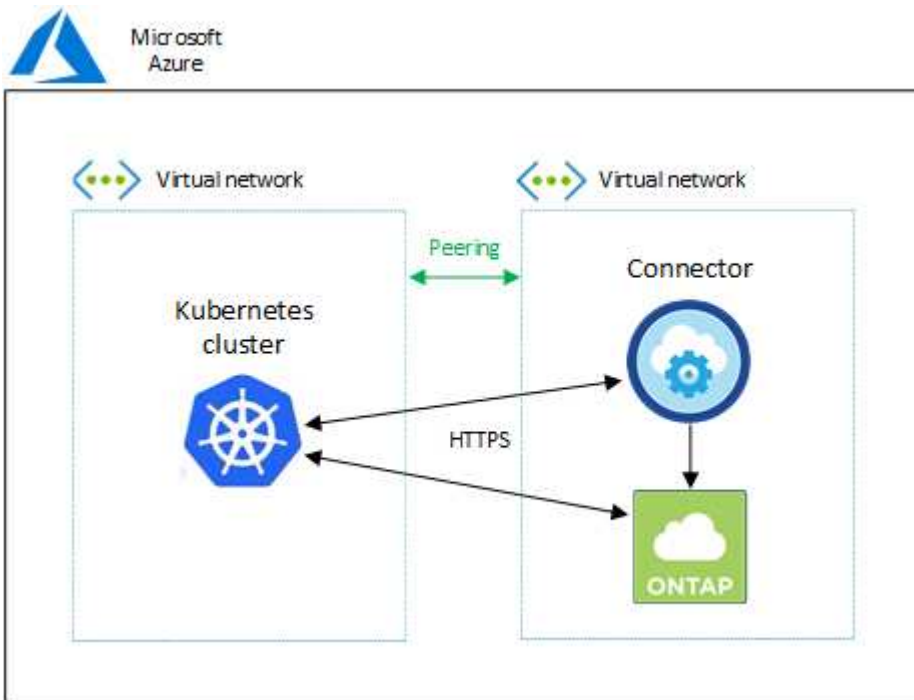 Microsoft
Azure
Virtual network
Virtual network
Peering
Connector
Kubernetes
cluster
HTTPS
ONTAP